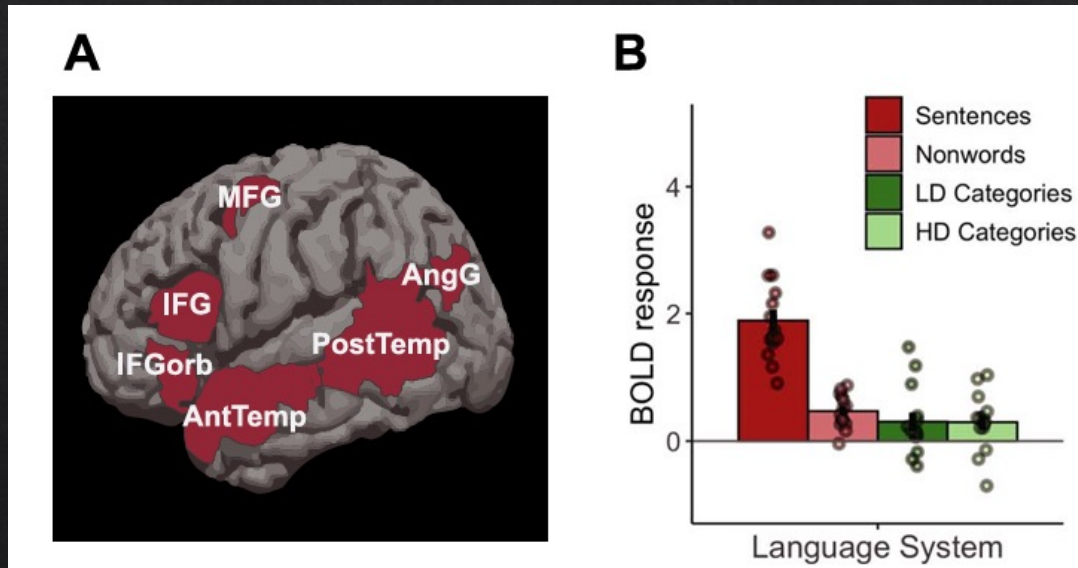 A
MFG
AngG
IFG
PostTemp
IFGorb
AntTemp
B
Sentences
Nonwords
LD Categories
HD Categories
BOLD response
4
2
0
Language System